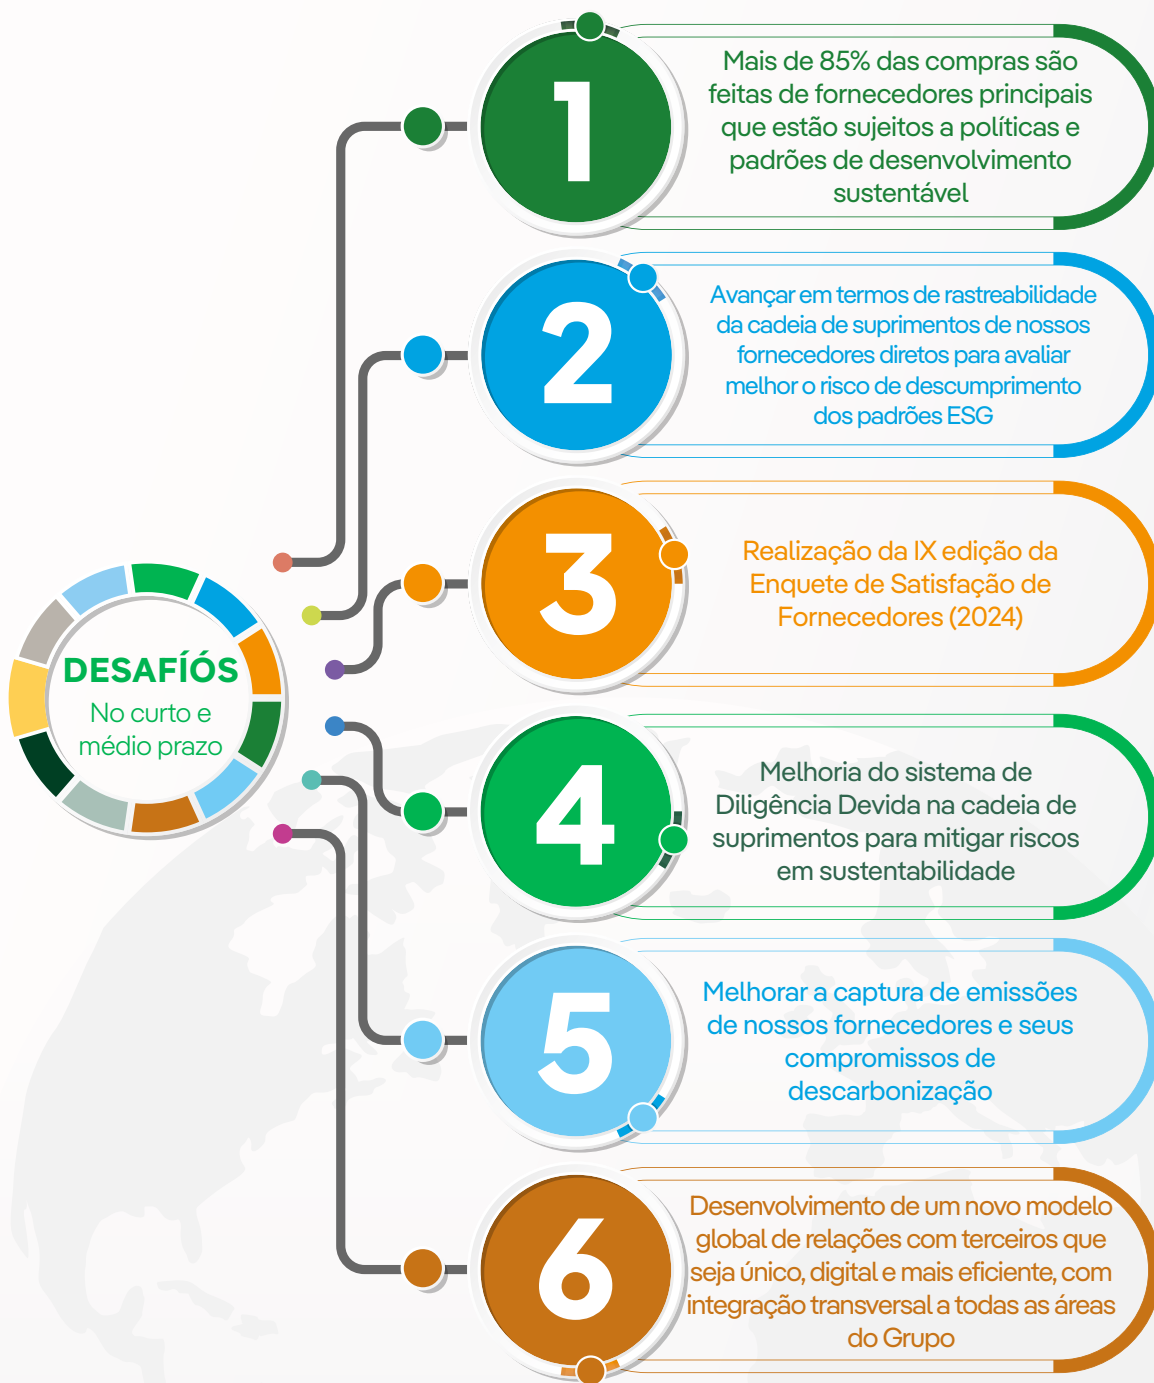 DESAFÍÓS
No curto e
médio prazo
1
Mais de 85% das compras são
feitas de fornecedores principais
que estão sujeitos a políticas e
padrões de desenvolvimento
sustentável
2
Avançar em termos de rastreabilidade
da cadeia de suprimentos de nossos
fornecedores diretos para avaliar
melhor o risco de descumprimento
dos padrões ESG
3
Realização da IX edição da
Enquete de Satisfação de
Fornecedores (2024)
4
Melhoria do sistema de
Diligência Devida na cadeia de
suprimentos para mitigar riscos
em sustentabilidade
5
Melhorar a captura de emissões
de nossos fornecedores e seus
compromissos de
descarbonização
6
Desenvolvimento de um novo modelo
global de relações com terceiros que
seja único, digital e mais eficiente, com
integração transversal a todas as áreas
do Grupo